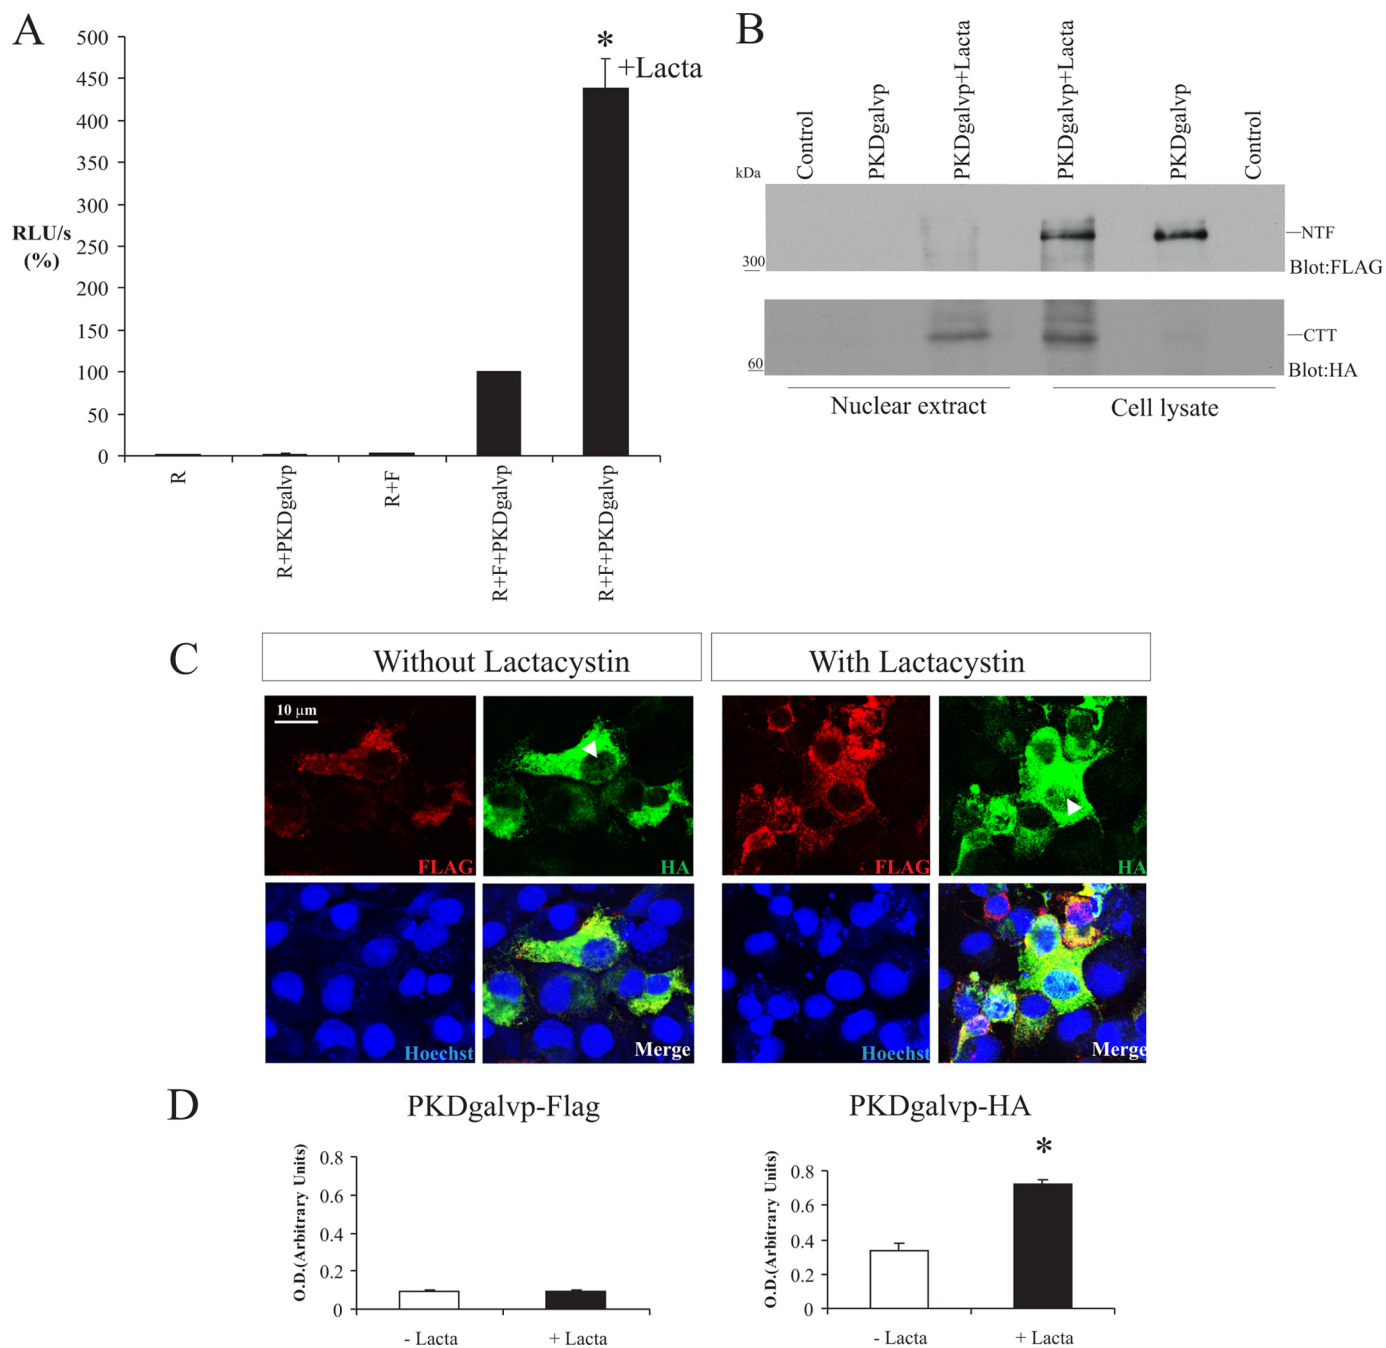 A
500
450
400
350
300
250
200
150
100
50
0
RLU/s
(%)
*
+Lacta
R
R+PKDgalvp
R+F
R+F+PKDgalvp
R+F+PKDgalvp
B
Control
PKDgalvp
PKDgalvp+Lacta
PKDgalvp+Lacta
PKDgalvp
Control
kDa
300
NTF
Blot:FLAG
60
CTT
Blot:HA
Nuclear extract
Cell lysate
C
Without Lactacystin
With Lactacystin
10 μm
FLAG
HA
FLAG
HA
Hoechst
Merge
Hoechst
Merge
D
PKDgalvp-Flag
O.D.(Arbitrary Units)
0.8
0.6
0.4
0.2
0
- Lacta
+ Lacta
PKDgalvp-HA
*
O.D.(Arbitrary Units)
0.8
0.6
0.4
0.2
0
- Lacta
+ Lacta